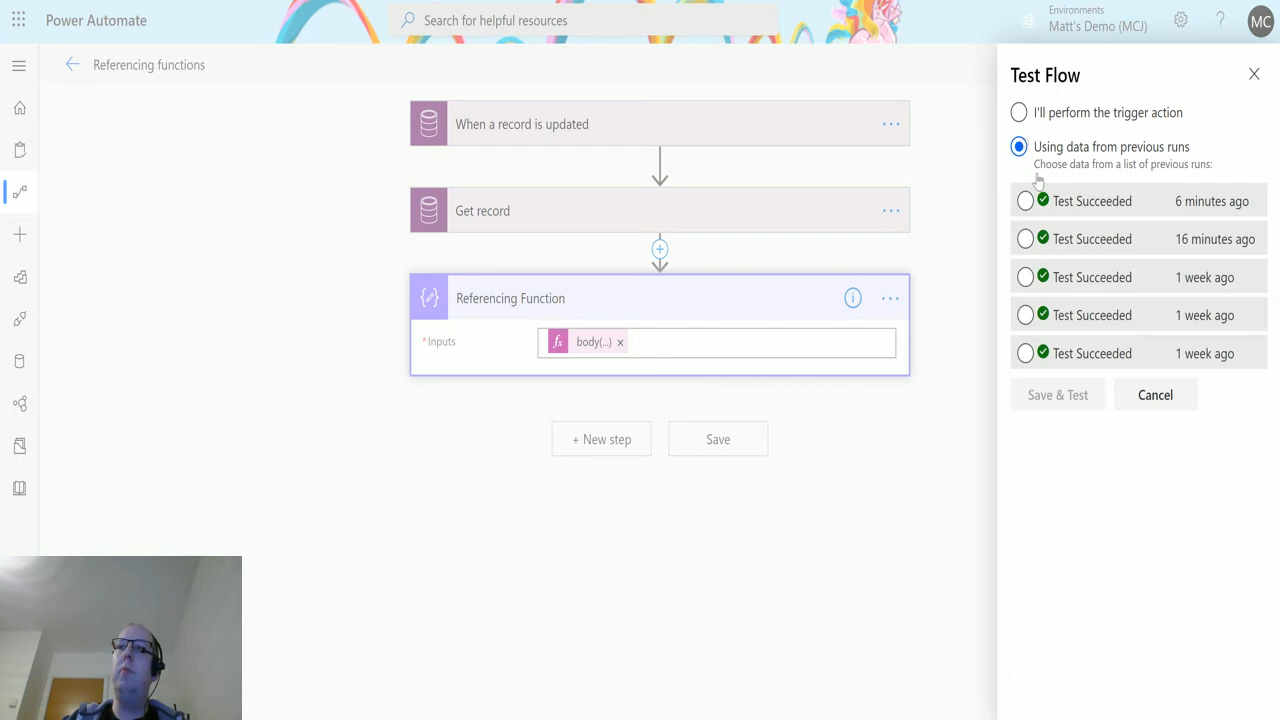 Power Automate
Search for helpful resources
Environments
Matt's Demo (MCJ)
?
MC
Referencing functions
When a record is updated
...
Get record
...
Referencing Function
i
...
*Inputs
fx body(...) x
+ New step
Save
Test Flow
I'll perform the trigger action
Using data from previous runs
Choose data from a list of previous runs:
Test Succeeded 6 minutes ago
Test Succeeded 16 minutes ago
Test Succeeded 1 week ago
Test Succeeded 1 week ago
Test Succeeded 1 week ago
Save & Test
Cancel